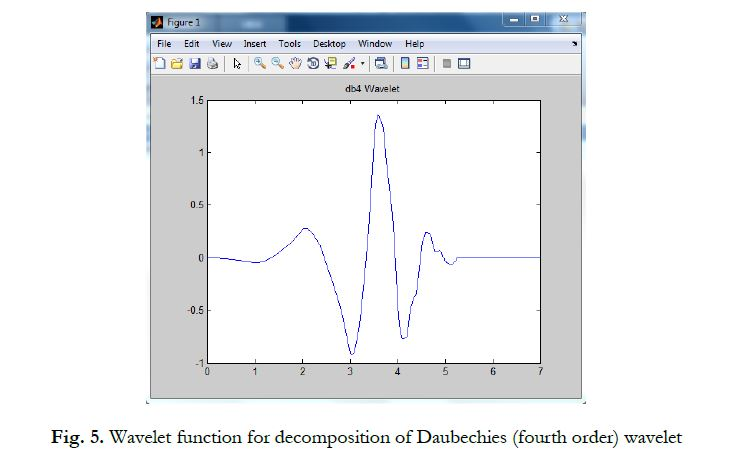 Figure 1
File Edit View Insert Tools Desktop Window Help
db4 Wavelet
1.5
1
0.5
0
-0.5
-1
0 1 2 3 4 5 6 7
Fig. 5. Wavelet function for decomposition of Daubechies (fourth order) wavelet